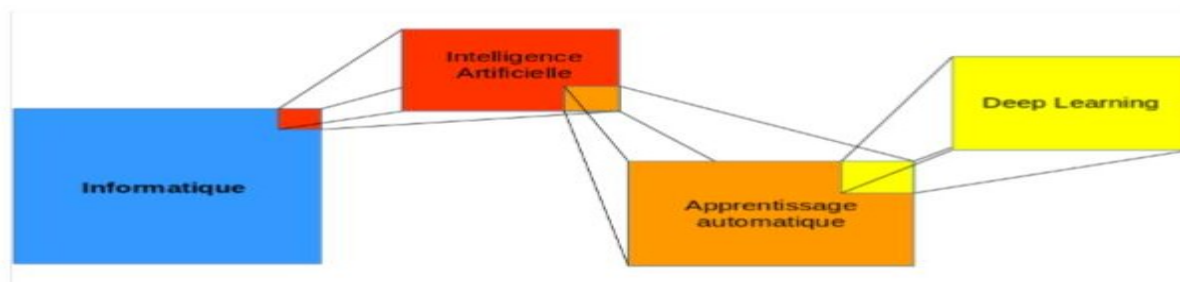 Intelligence
Artificielle
Deep Learning
Informatique
Apprentissage
automatique